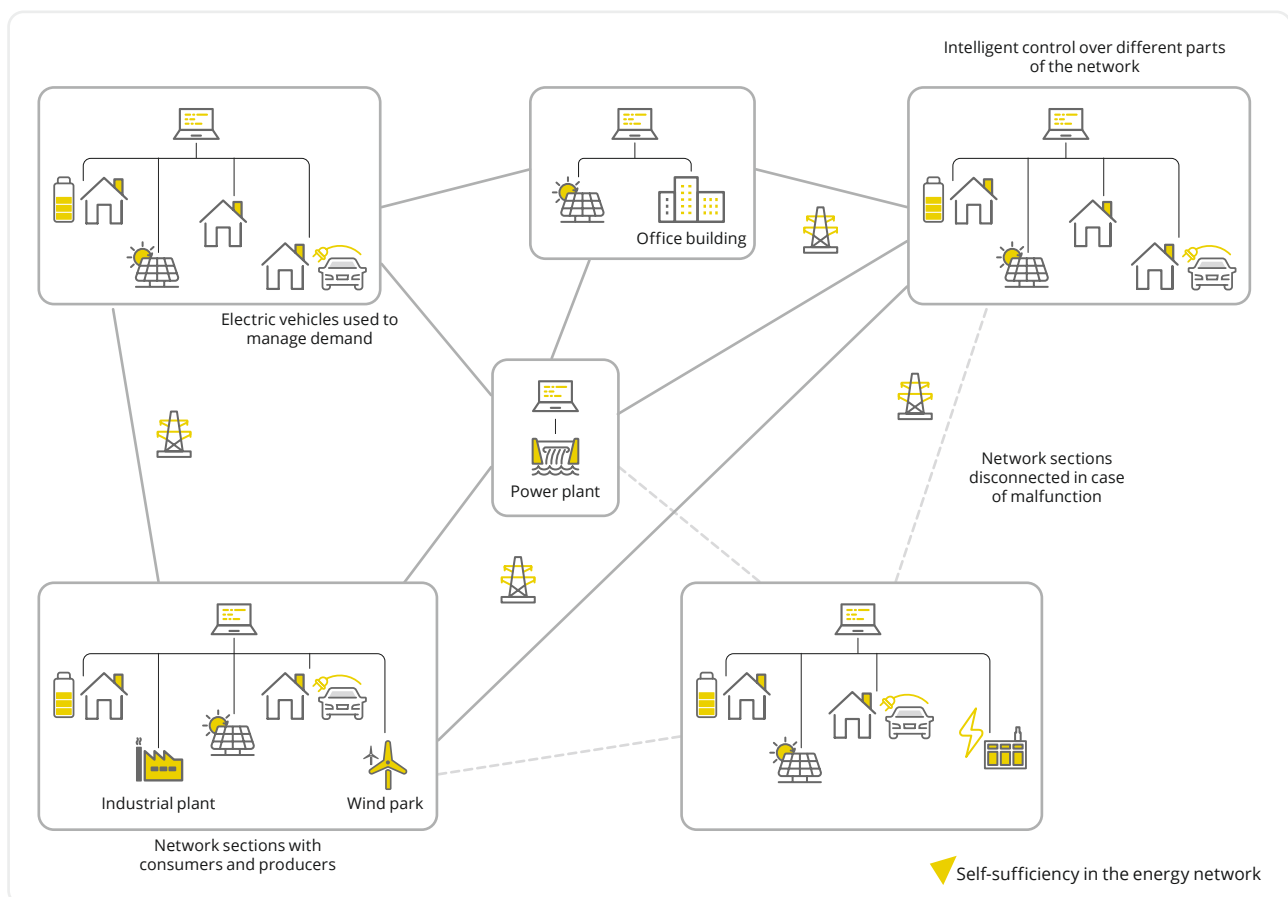 Intelligent control over different parts
of the network
Office building
Electric vehicles used to
manage demand
Power plant
Network sections
disconnected in case
of malfunction
Industrial plant
Wind park
Network sections with
consumers and producers
Self-sufficiency in the energy network